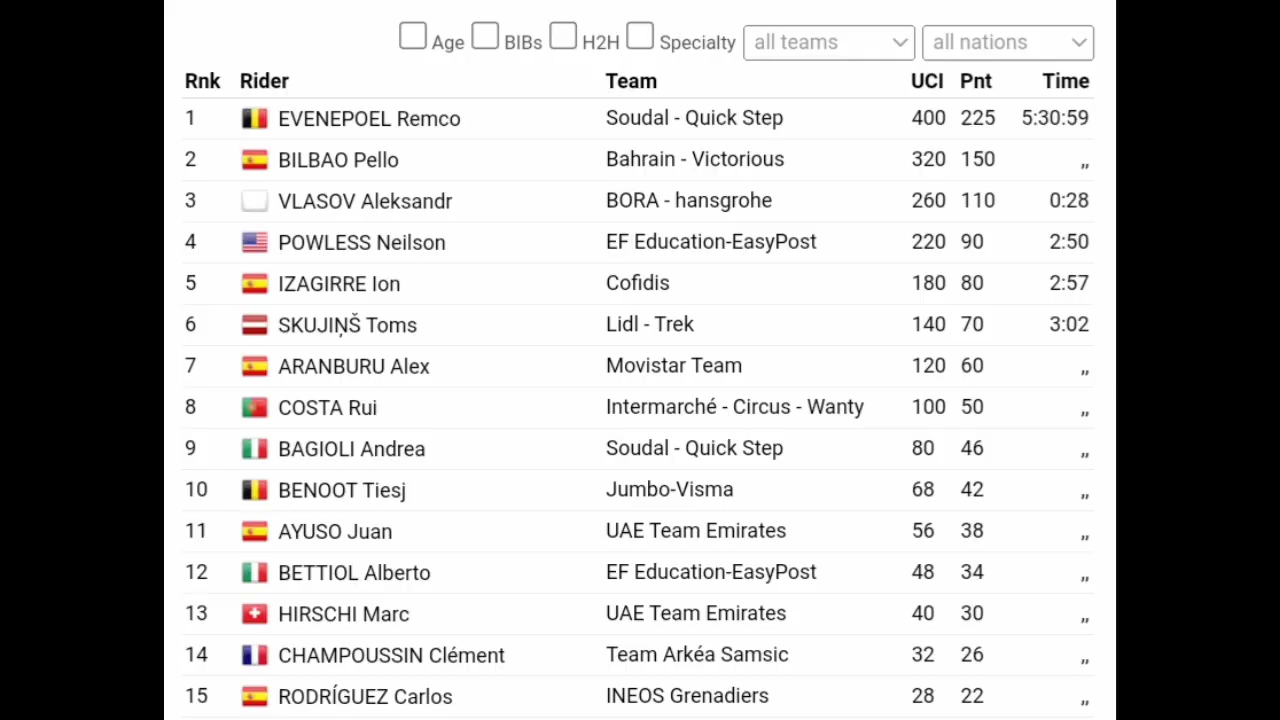 Age BIBs H2H Specialty all teams all nations
Rnk Rider Team UCI Pnt Time
1 EVENEPOEL Remco Soudal - Quick Step 400 225 5:30:59
2 BILBAO Pello Bahrain - Victorious 320 150 ,,
3 VLASOV Aleksandr BORA - hansgrohe 260 110 0:28
4 POWLESS Neilson EF Education-EasyPost 220 90 2:50
5 IZAGIRRE Ion Cofidis 180 80 2:57
6 SKUJIŅŠ Toms Lidl - Trek 140 70 3:02
7 ARANBURU Alex Movistar Team 120 60 ,,
8 COSTA Rui Intermarché - Circus - Wanty 100 50 ,,
9 BAGIOLI Andrea Soudal - Quick Step 80 46 ,,
10 BENOOT Tiesj Jumbo-Visma 68 42 ,,
11 AYUSO Juan UAE Team Emirates 56 38 ,,
12 BETTIOL Alberto EF Education-EasyPost 48 34 ,,
13 HIRSCHI Marc UAE Team Emirates 40 30 ,,
14 CHAMPOUSSIN Clément Team Arkéa Samsic 32 26 ,,
15 RODRÍGUEZ Carlos INEOS Grenadiers 28 22 ,,